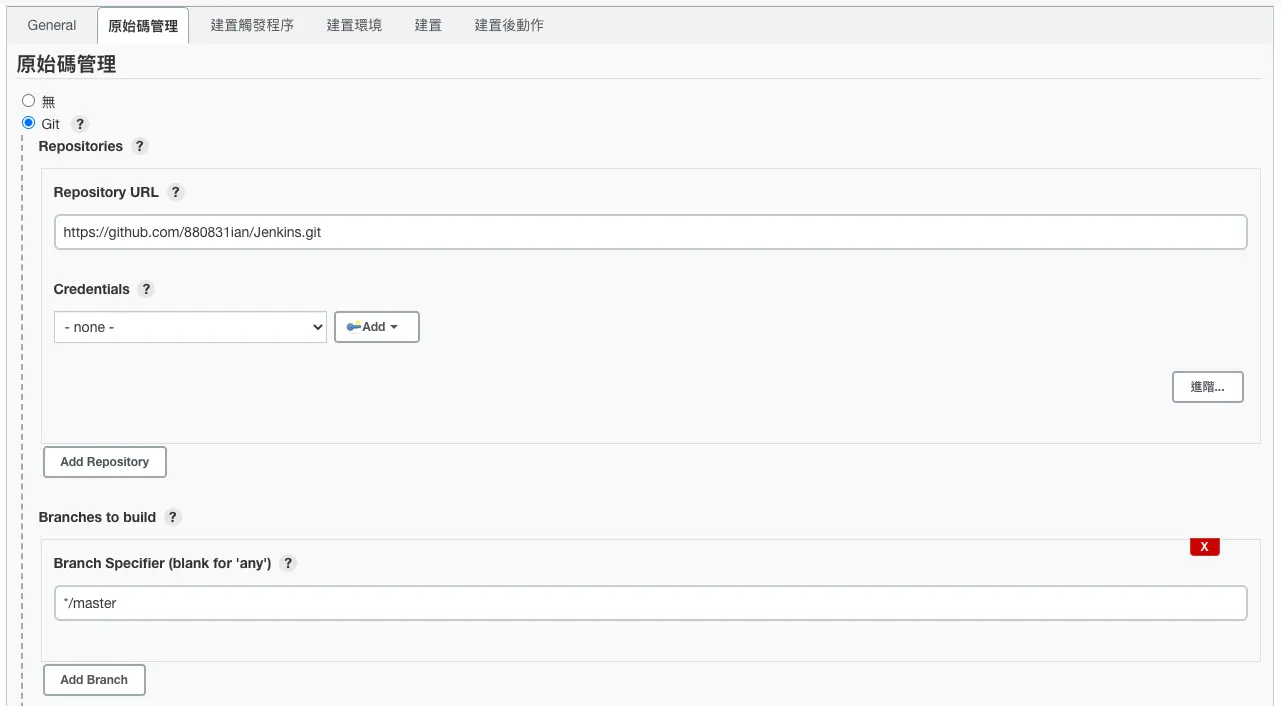 General 原始碼管理 建置觸發程序 建置環境 建置 建置後動作
原始碼管理
無
Git ?
Repositories ?
Repository URL ?
https://github.com/880831ian/Jenkins.git
Credentials ?
- none - Add
進階...
Add Repository
Branches to build ?
X
Branch Specifier (blank for 'any') ?
*/master
Add Branch